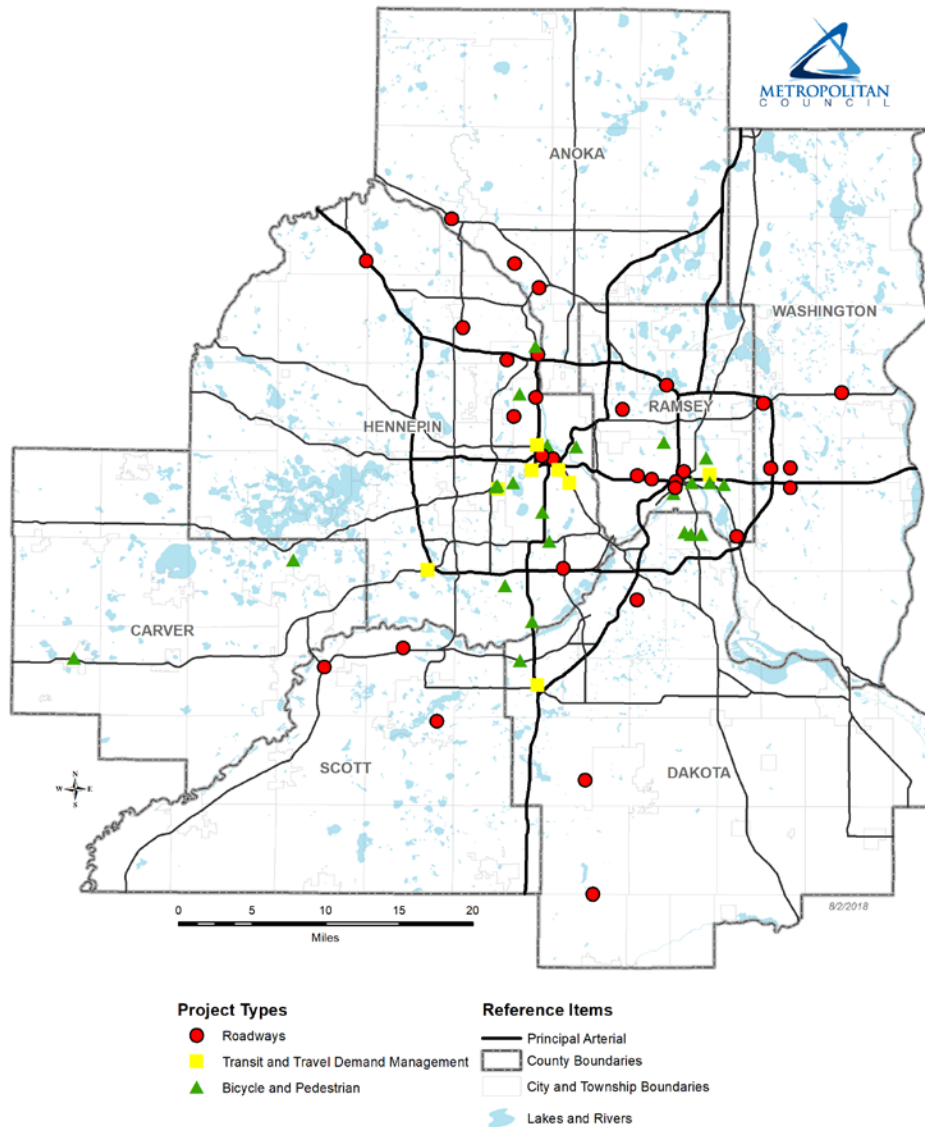 METROPOLITAN
COUNCIL
ANOKA
WASHINGTON
RAMSEY
HENNEPIN
CARVER
SCOTT
DAKOTA
N
W E
S
8/2/2018
0 5 10 15 20
Miles
Project Types
Roadways
Transit and Travel Demand Management
Bicycle and Pedestrian
Reference Items
Principal Arterial
County Boundaries
City and Township Boundaries
Lakes and Rivers